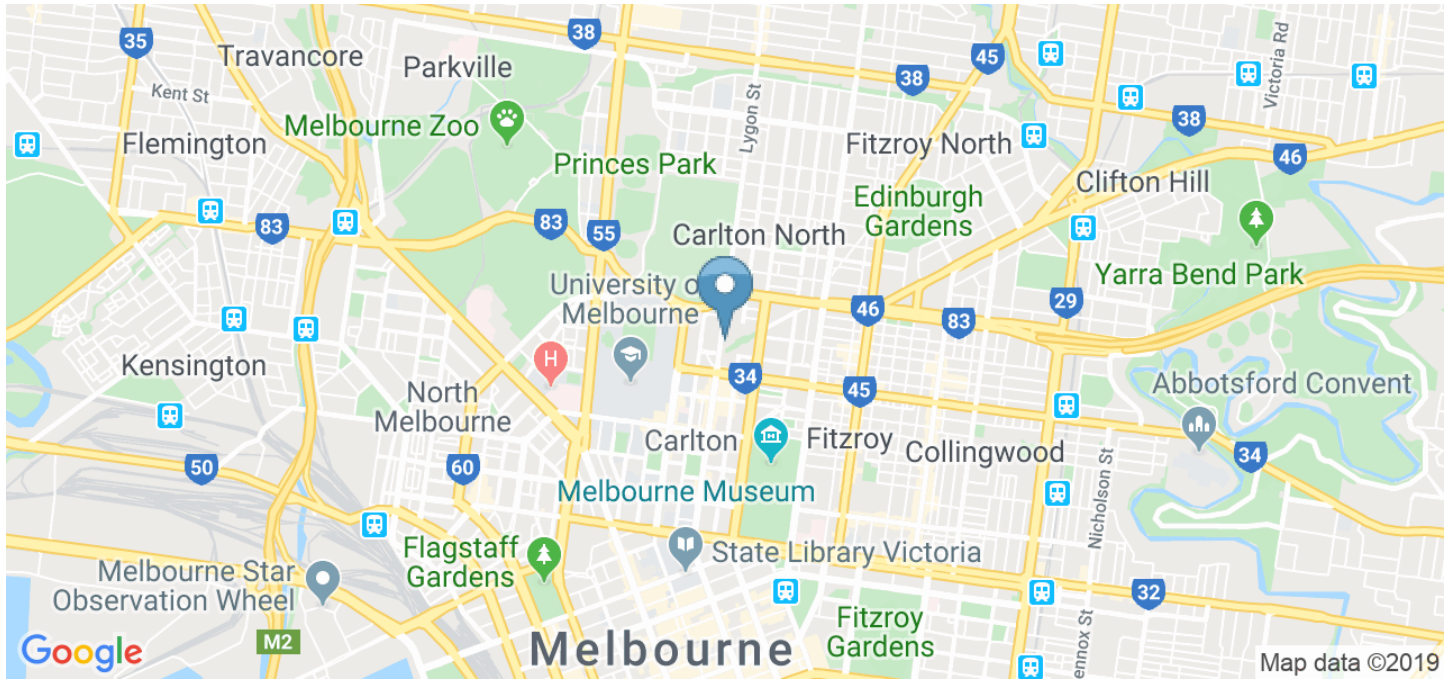 35
38
45
Travancore
Parkville
38
Victoria Rd
Kent St
Melbourne Zoo
Lygon St
38
Flemington
Princes Park
Fitzroy North
46
Clifton Hill
Edinburgh
Gardens
83
83
55
Carlton North
Yarra Bend Park
University o
Melbourne
46
83
29
Kensington
H
34
45
Abbotsford Convent
North
Melbourne
Carlton
Fitzroy
Collingwood
34
50
60
Melbourne Museum
Nicholson St
Flagstaff
Gardens
State Library Victoria
Melbourne Star
Observation Wheel
32
Fitzroy
Gardens
ennox St
M2
Melbourne
Google
Map data ©2019